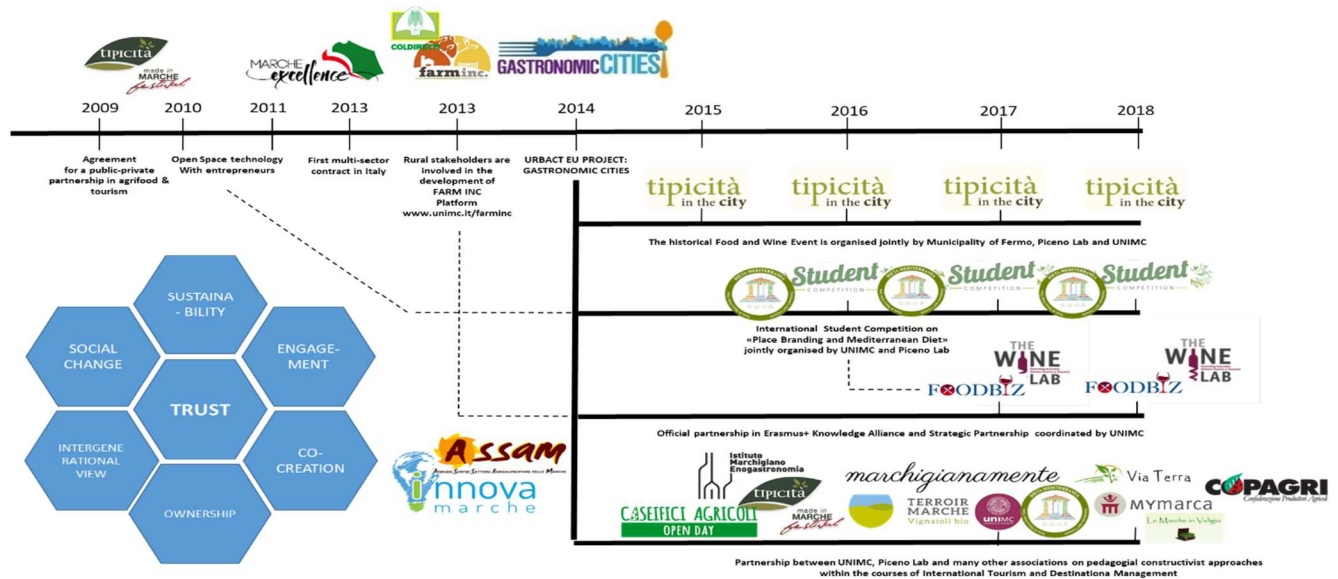 tipicità
made in
MARCHE
festival
MARCHE
excellence
COLDIRETTI
farm inc.
GASTRONOMIC CITIES
2009
2010
2011
2013
2013
2014
2015
2016
2017
2018
Agreement
for a public-private
partnership in agrifood &
tourism
Open Space technology
With entrepreneurs
First multi-sector
contract in Italy
Rural stakeholders are
involved in the
development of
FARM INC
Platform
www.unimc.it/farminc
URBACT EU PROJECT:
GASTRONOMIC CITIES
tipicità
in the city
tipicità
in the city
tipicità
in the city
tipicità
in the city
The historical Food and Wine Event is organised jointly by Municipality of Fermo, Piceno Lab and UNIMC
Student
COMPETITION
Student
COMPETITION
Student
COMPETITION
International Student Competition on
«Place Branding and Mediterranean Diet»
jointly organised by UNIMC and Piceno Lab
THE
WINE
LAB
FOODBIZ
THE
WINE
LAB
FOODBIZ
Official partnership in Erasmus+ Knowledge Alliance and Strategic Partnership coordinated by UNIMC
SUSTAINA
- BILITY
SOCIAL
CHANGE
ENGAGE-
MENT
TRUST
INTERGENE
RATIONAL
VIEW
CO-
CREATION
OWNERSHIP
ASSAM
Agenzia Servizi Settore Agroalimentare delle Marche
innova
marche
Istituto
Marchigiano
Enogastronomia
CASEIFICI AGRICOLI
OPEN DAY
tipicità
made in
MARCHE
festival
marchigianamente
TERROIR
MARCHE
Vignaioli bio
unimc
Via Terra
MYMARCA
Le Marche in Valigia
COPAGRI
Confederazione Produttori Agricoli
Partnership between UNIMC, Piceno Lab and many other associations on pedagogial constructivist approaches
within the courses of International Tourism and Destinationa Management